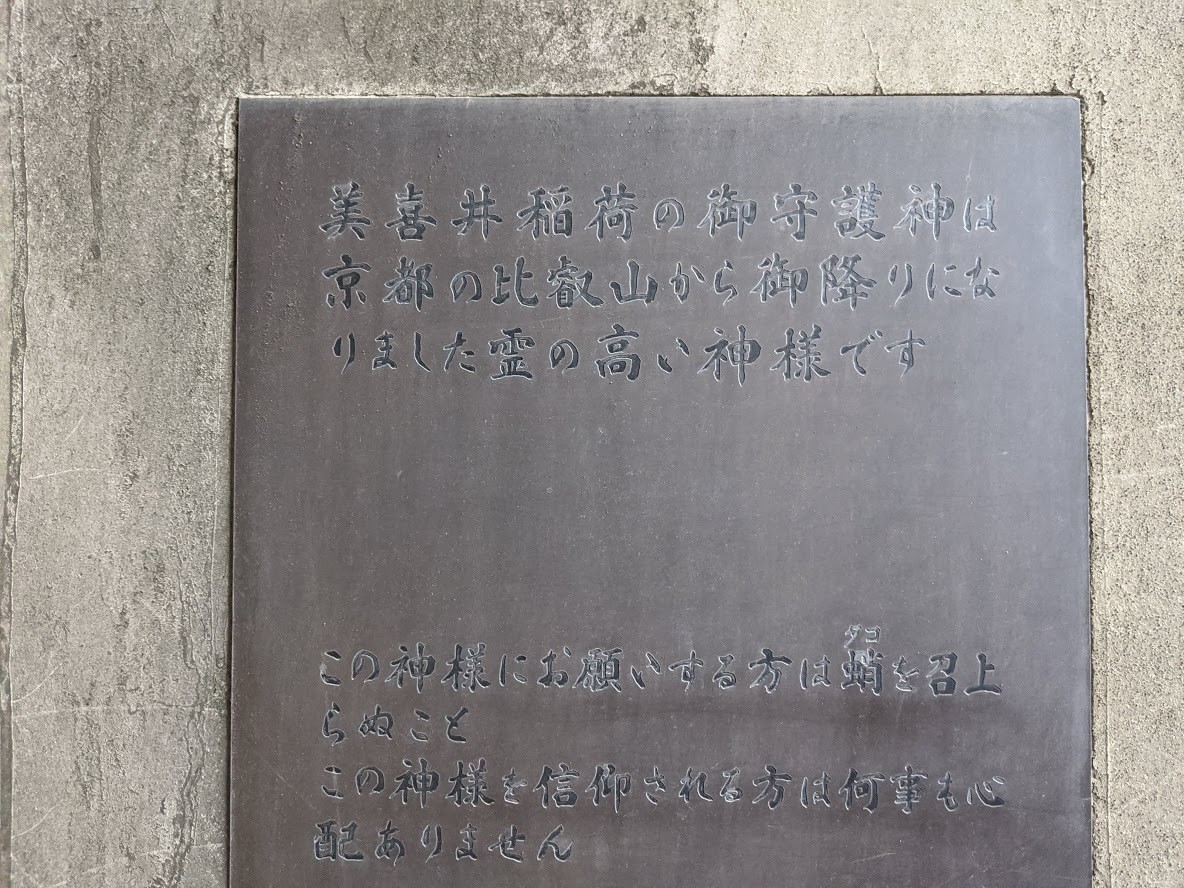 美喜井稲荷の御守護神は
京都の比叡山から御降りにな
りました霊の高い神様です
ダコ
この神様にお願いする方は蛸を召上
らぬこと
この神様を信仰される方は何事も心
配ありません